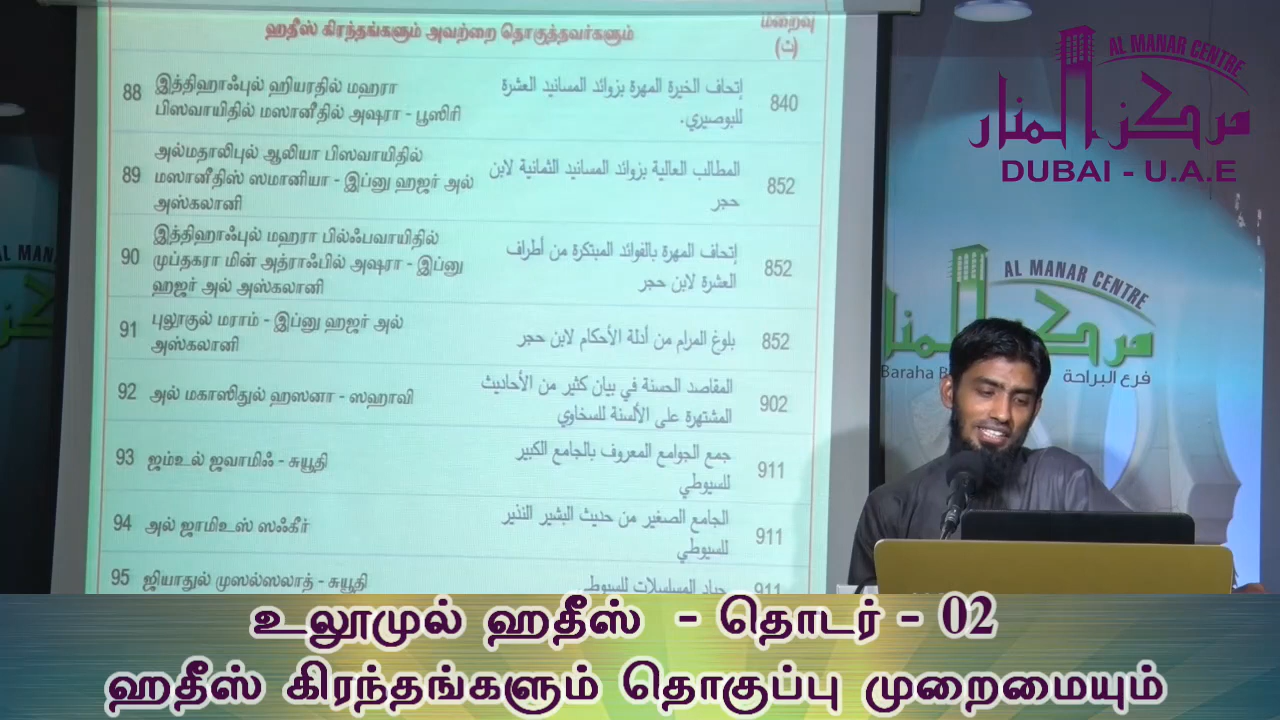 ஹதீஸ் கிரந்தங்களும் அவற்றை தொகுத்தவர்களும்
மறைவு
(ت)
88 இத்திஹாஃபுல் ஹியரதில் மஹரா
பிஸவாயிதில் மஸானீதில் அஷரா - பூஸிரி
إتحاف الخيرة المهرة بزوائد المسانيد العشرة
للبوصيري.
840
89 அல்மதாலிபுல் ஆலியா பிஸவாயிதில்
மஸானீதிஸ் ஸமானியா - இப்னு ஹஜர் அல்
அஸ்கலானி
المطالب العالية بزوائد المسانيد الثمانية لابن
حجر
852
90 இத்திஹாஃபுல் மஹரா பில்ஃபவாயிதில்
முப்தகரா மின் அத்ராஃபில் அஷரா - இப்னு
ஹஜர் அல் அஸ்கலானி
إتحاف المهرة بالفوائد المبتكرة من أطراف
العشرة لابن حجر
852
91 புலூகுல் மராம் - இப்னு ஹஜர் அல்
அஸ்கலானி
بلوغ المرام من أدلة الأحكام لابن حجر
852
92 அல் மகாஸிதுல் ஹஸனா - ஸஹாவி
المقاصد الحسنة في بيان كثير من الأحاديث
المشتهرة على الألسنة للسخاوي
902
93 ஜம்உல் ஜவாமிஃ - சுயூதி
جمع الجوامع المعروف بالجامع الكبير
للسيوطي
911
94 அல் ஜாமிஉஸ் ஸஃகீர்
الجامع الصغير من حديث البشير النذير
للسيوطي
911
95 ஜியாதுல் முஸல்ஸலாத் - சுயூதி
جياد المسلسلات للسيوطي
911
AL MANAR CENTRE
مركز المنار
DUBAI - U.A.E
AL MANAR CENTRE
مركز المنار
Baraha
فرع البراحة
AL MAN
உலூமுல் ஹதீஸ் - தொடர் - 02
ஹதீஸ் கிரந்தங்களும் தொகுப்பு முறைமையும்